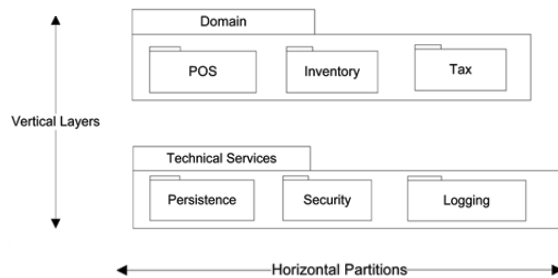 Domain
POS Inventory Tax
Vertical Layers
Technical Services
Persistence Security Logging
Horizontal Partitions